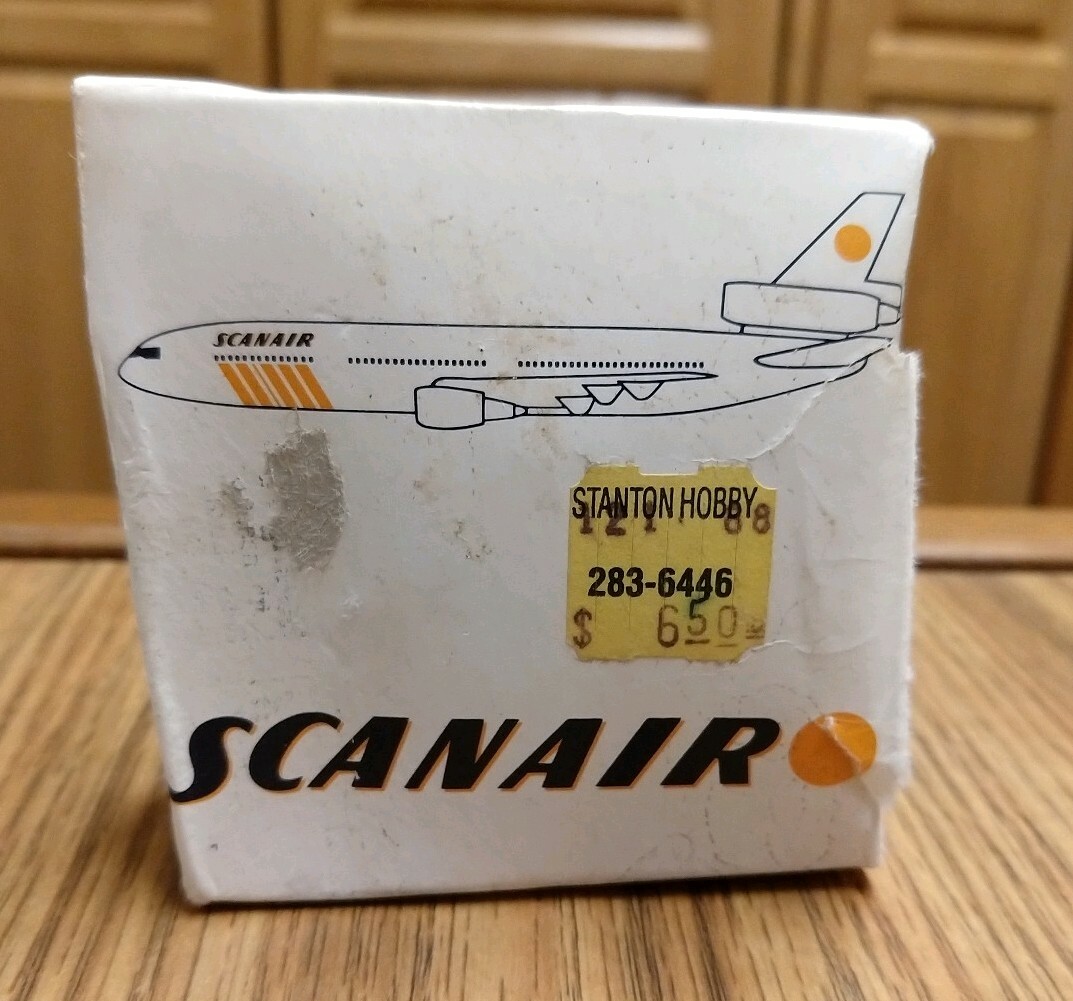 SCANAIR
STANTON HOBBY
283-6446
$ 650
SCANAIR